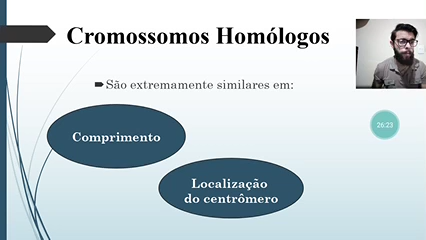 Cromossomos Homólogos
São extremamente similares em:
Comprimento
26:23
Localização
do centrômero